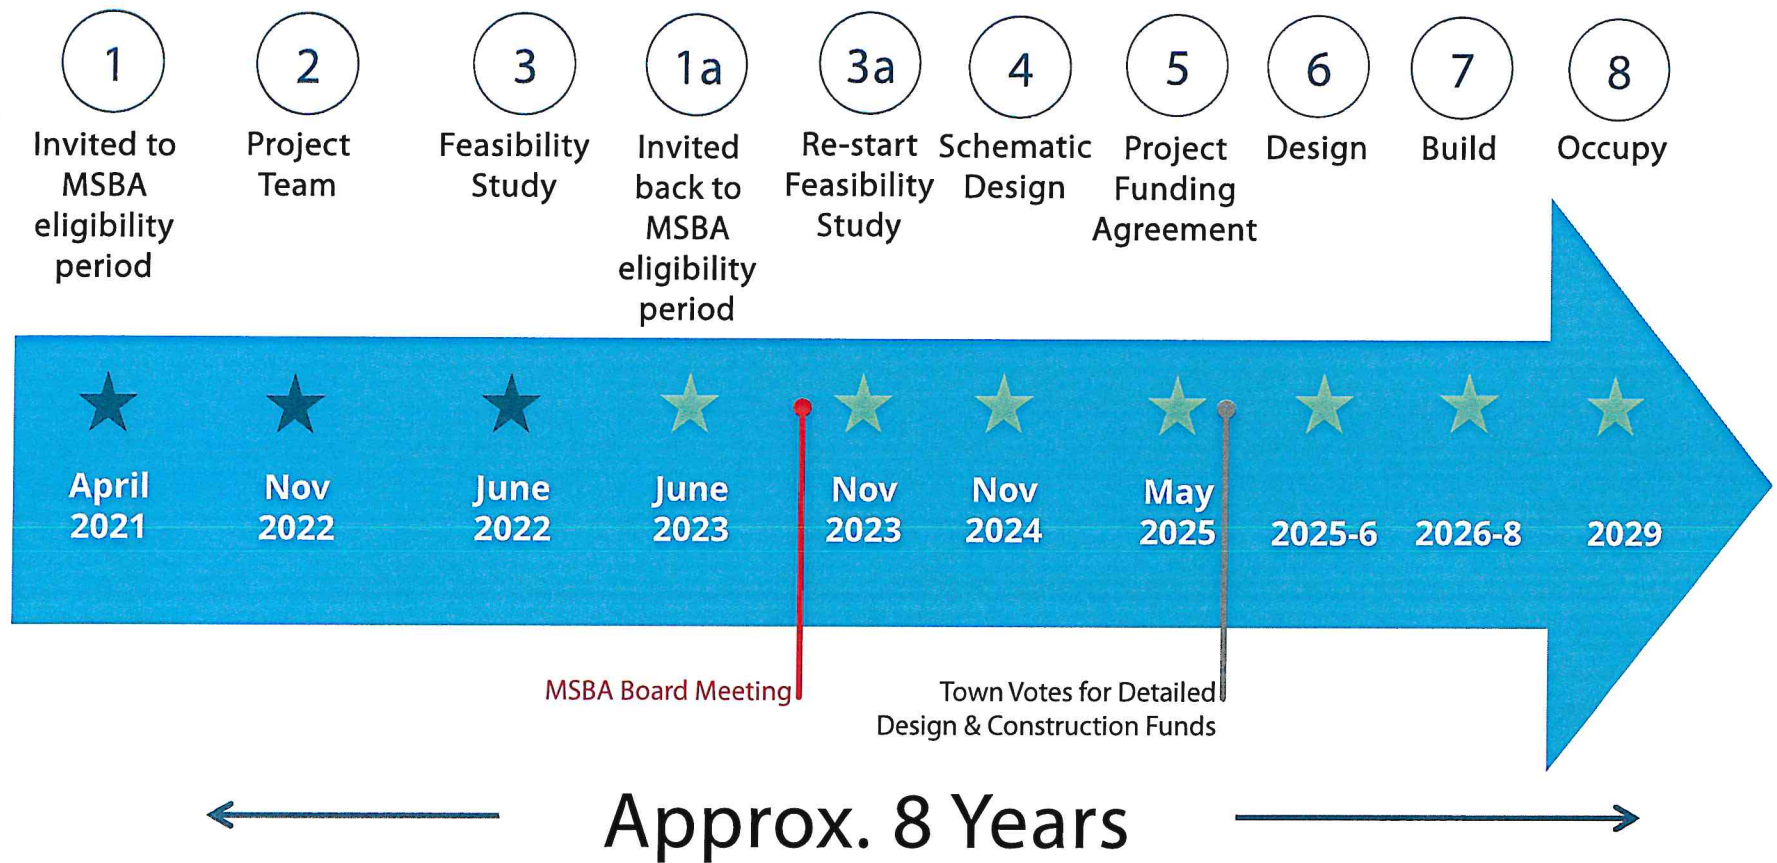 1
Invited to
MSBA
eligibility
period
2
Project
Team
3
Feasibility
Study
1a
Invited
back to
MSBA
eligibility
period
3a
Re-start
Feasibility
Study
4
Schematic
Design
5
Project
Funding
Agreement
6
Design
7
Build
8
Occupy
April
2021
Nov
2022
June
2022
June
2023
Nov
2023
Nov
2024
May
2025
2025-6
2026-8
2029
MSBA Board Meeting
Town Votes for Detailed
Design & Construction Funds
Approx. 8 Years